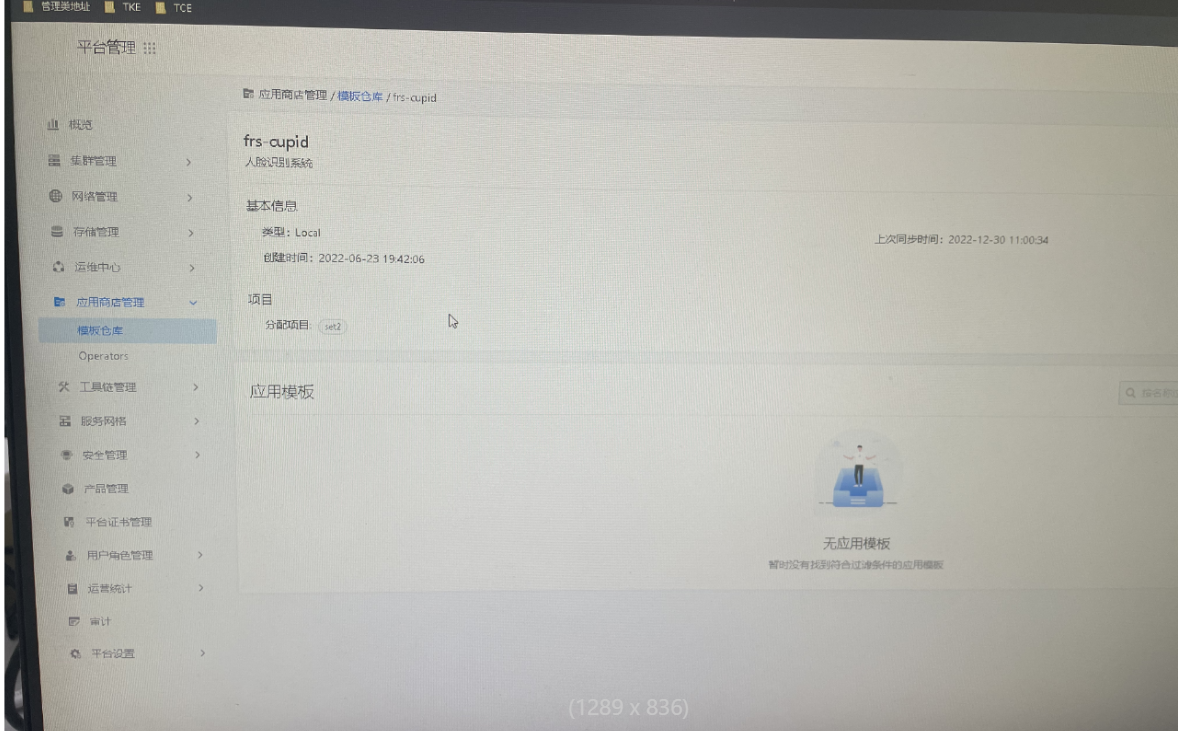 管理类地址 TKE TCE
平台管理
应用商店管理 / 模板仓库 / frs-cupid
概览
集群管理
网络管理
存储管理
运维中心
应用商店管理
模板仓库
Operators
工具链管理
服务网格
安全管理
产品管理
平台证书管理
用户角色管理
运营统计
审计
平台设置
frs-cupid
人脸识别系统
基本信息
类型：Local
上次同步时间：2022-12-30 11:00:34
创建时间：2022-06-23 19:42:06
项目
分配项目: set2
应用模板
按名称
无应用模板
暂时没有找到符合过滤条件的应用模板
(1289 x 836)